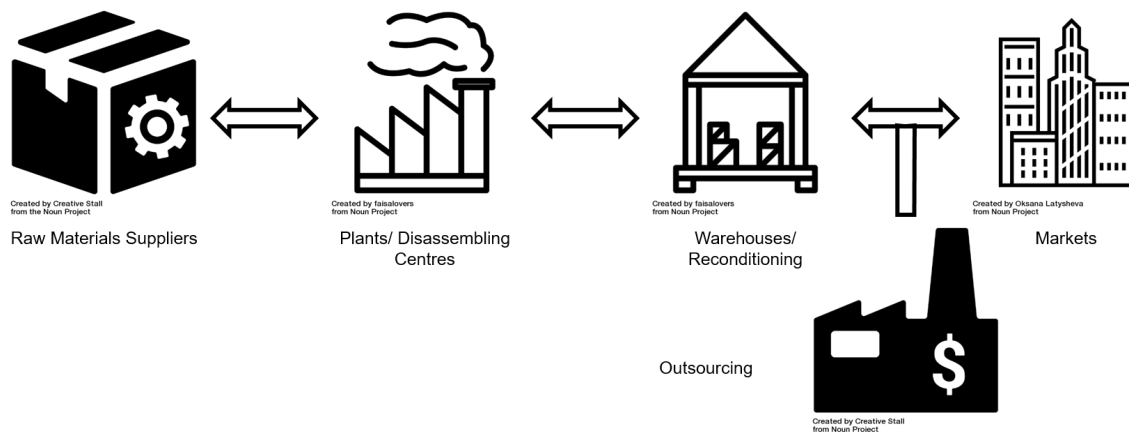 Created by Creative Stall
from the Noun Project
Created by faisalovers
from Noun Project
Created by faisalovers
from Noun Project
Created by Oksana Latysheva
from Noun Project
Raw Materials Suppliers
Plants/ Disassembling
Centres
Warehouses/
Reconditioning
Markets
Outsourcing
$
Created by Creative Stall
from Noun Project